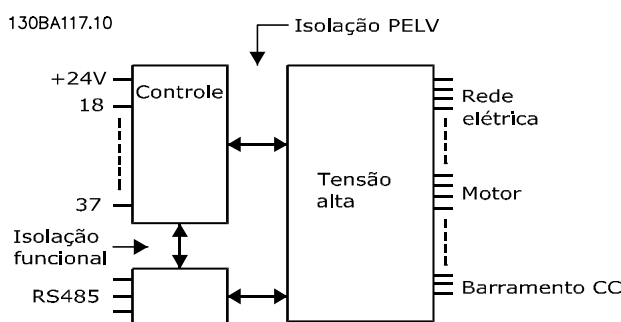 130BA117.10
Isolação PELV
+24V
18
37
Controle
Tensão
alta
Rede
elétrica
Motor
Barramento CC
Isolação
funcional
RS485